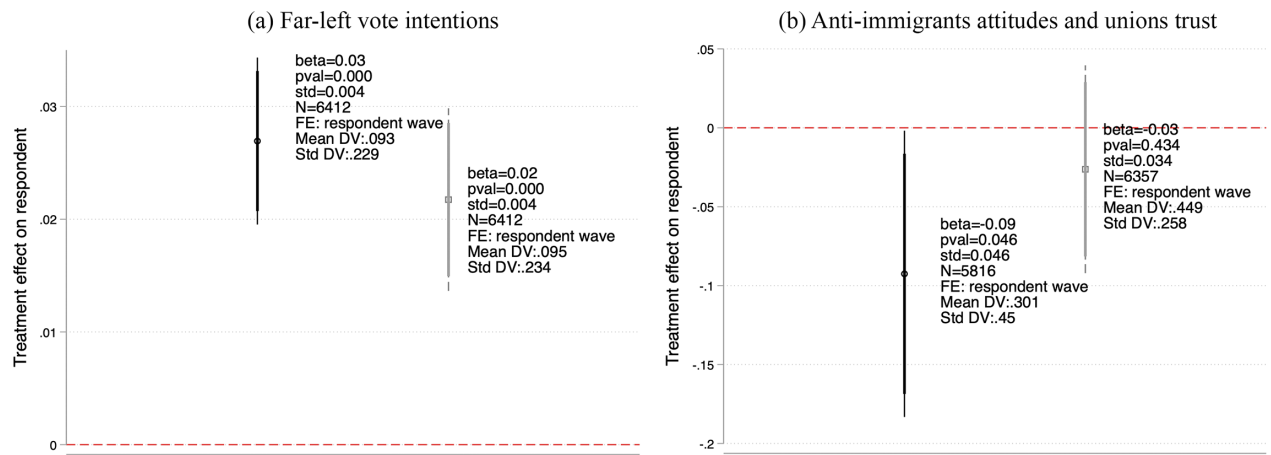 (a) Far-left vote intentions
Treatment effect on respondent
.03
.02
.01
0
beta=0.03
pval=0.000
std=0.004
N=6412
FE: respondent wave
Mean DV:.093
Std DV:.229
beta=0.02
pval=0.000
std=0.004
N=6412
FE: respondent wave
Mean DV:.095
Std DV:.234
(b) Anti-immigrants attitudes and unions trust
Treatment effect on respondent
.05
0
-.05
-.1
-.15
-.2
beta=-0.09
pval=0.046
std=0.046
N=5816
FE: respondent wave
Mean DV:.301
Std DV:.45
beta=-0.03
pval=0.434
std=0.034
N=6357
FE: respondent wave
Mean DV:.449
Std DV:.258